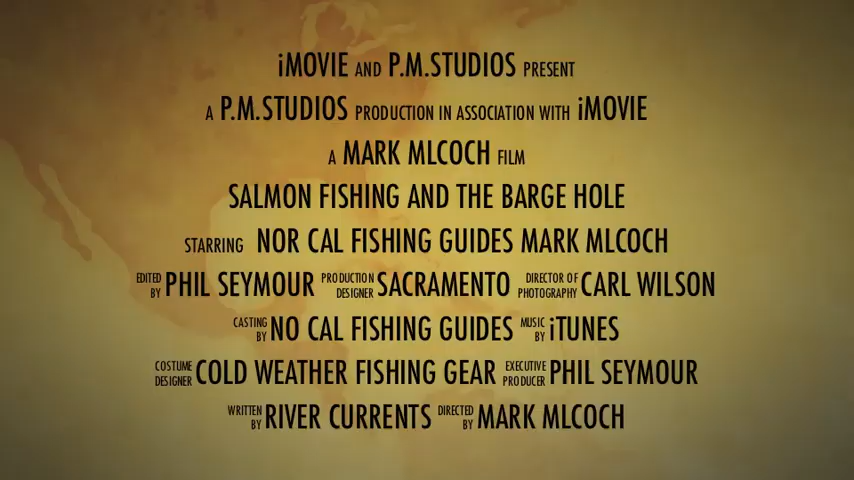 iMOVIE AND P.M.STUDIOS PRESENT
A P.M.STUDIOS PRODUCTION IN ASSOCIATION WITH iMOVIE
A MARK MLCOCH FILM
SALMON FISHING AND THE BARGE HOLE
STARRING NOR CAL FISHING GUIDES MARK MLCOCH
EDITED BY PHIL SEYMOUR PRODUCTION DESIGNER SACRAMENTO DIRECTOR OF PHOTOGRAPHY CARL WILSON
CASTING BY NO CAL FISHING GUIDES MUSIC BY iTUNES
COSTUME DESIGNER COLD WEATHER FISHING GEAR EXECUTIVE PRODUCER PHIL SEYMOUR
WRITTEN BY RIVER CURRENTS DIRECTED BY MARK MLCOCH